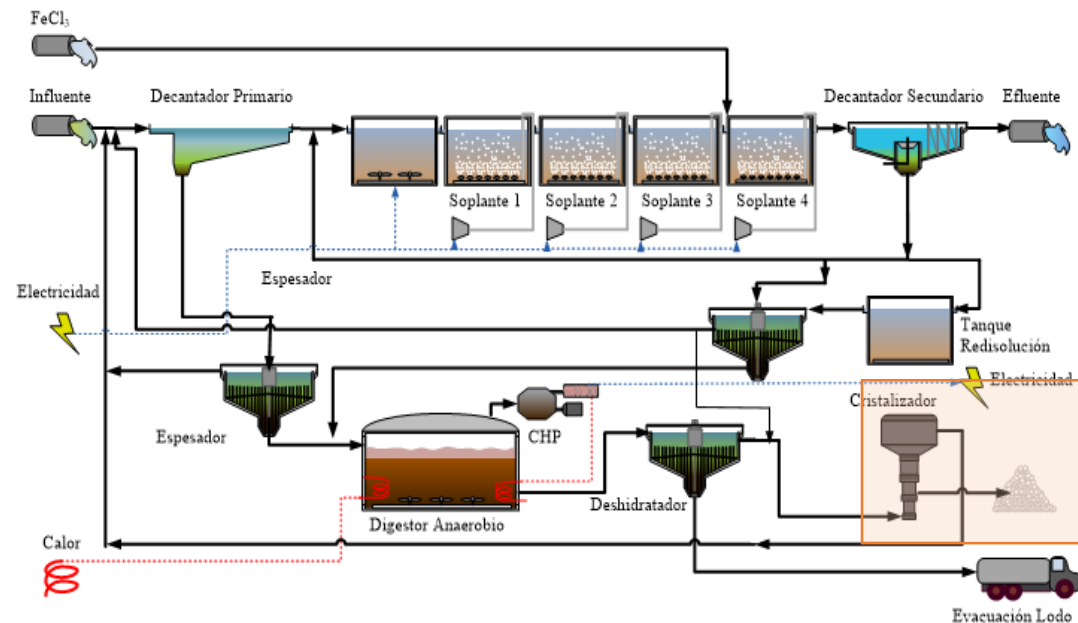 FeCl₃
Influente
Decantador Primario
Decantador Secundario
Efluente
Soplante 1
Soplante 2
Soplante 3
Soplante 4
Espesador
Electricidad
Tanque
Redisolución
Electricidad
Cristalizador
Espesador
CHP
Digestor Anaerobio
Deshidratador
Calor
Evacuación Lodo